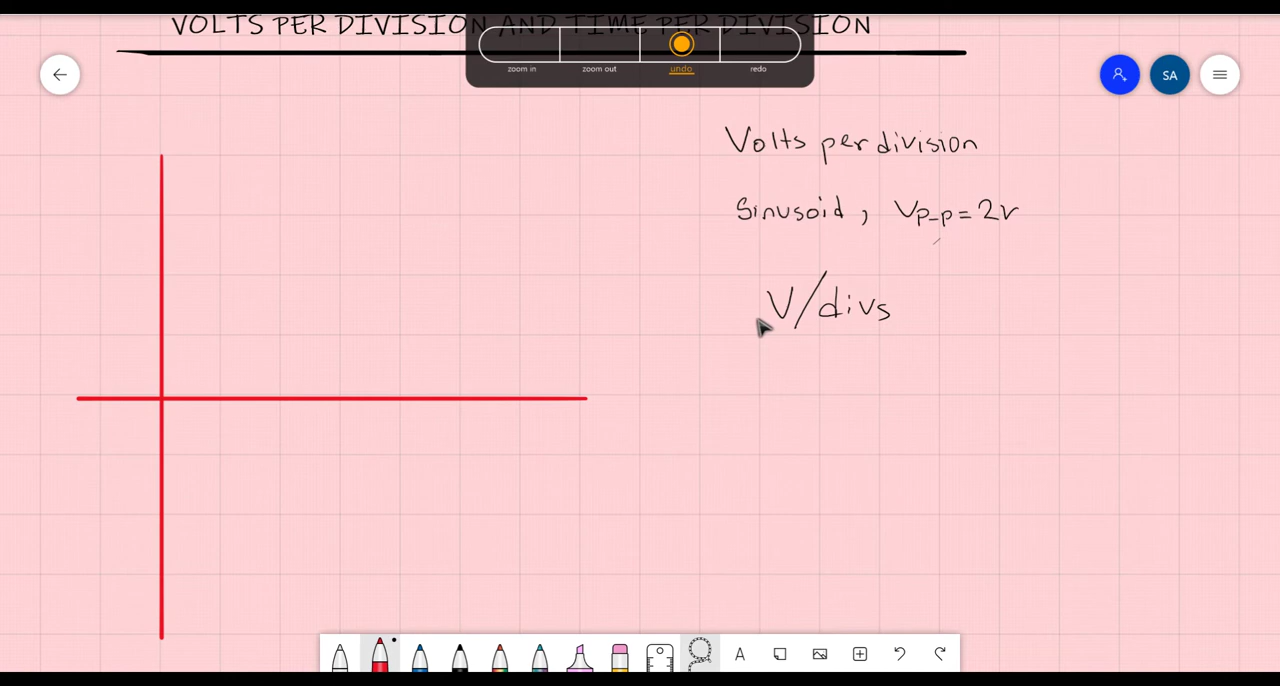 VOLTS PER DIVISION AND TIME PER DIVISION
zoom in zoom out undo redo
SA
Volts per division
Sinusoid, Vp-p = 2v
V/divs
A